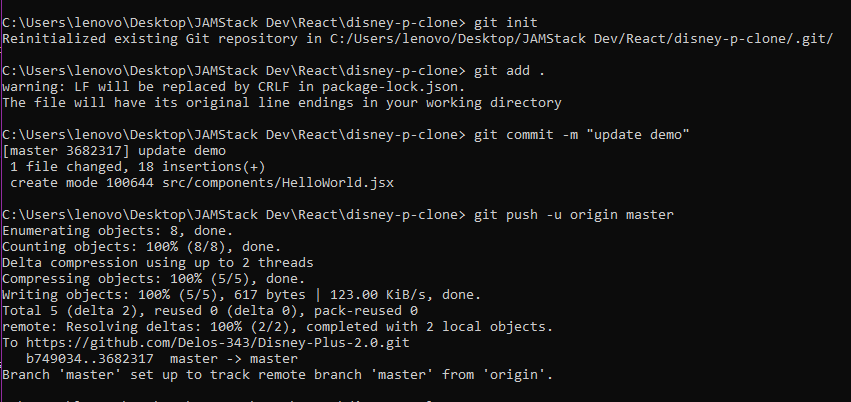 C:\Users\lenovo\Desktop\JAMStack Dev\React\disney-p-clone> git init
Reinitialized existing Git repository in C:/Users/lenovo/Desktop/JAMStack Dev/React/disney-p-clone/.git/
C:\Users\lenovo\Desktop\JAMStack Dev\React\disney-p-clone> git add .
warning: LF will be replaced by CRLF in package-lock.json.
The file will have its original line endings in your working directory
C:\Users\lenovo\Desktop\JAMStack Dev\React\disney-p-clone> git commit -m "update demo"
[master 3682317] update demo
1 file changed, 18 insertions(+)
create mode 100644 src/components/HelloWorld.jsx
C:\Users\lenovo\Desktop\JAMStack Dev\React\disney-p-clone> git push -u origin master
Enumerating objects: 8, done.
Counting objects: 100% (8/8), done.
Delta compression using up to 2 threads
Compressing objects: 100% (5/5), done.
Writing objects: 100% (5/5), 617 bytes | 123.00 KiB/s, done.
Total 5 (delta 2), reused 0 (delta 0), pack-reused 0
remote: Resolving deltas: 100% (2/2), completed with 2 local objects.
To https://github.com/Delos-343/Disney-Plus-2.0.git
b749034..3682317  master -> master
Branch 'master' set up to track remote branch 'master' from 'origin'.